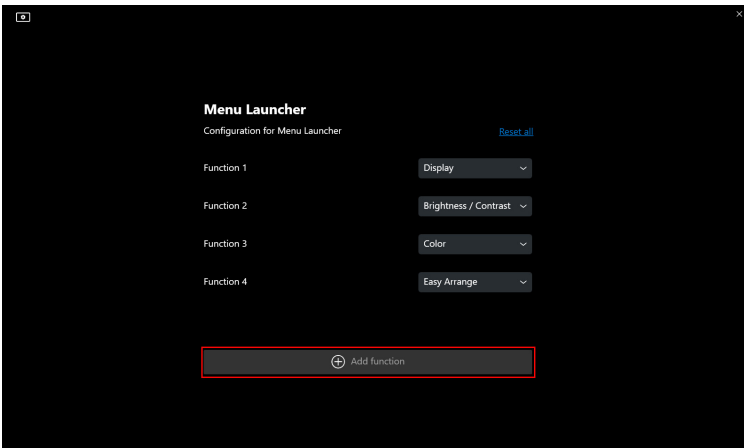 Menu Launcher
Configuration for Menu Launcher
Reset all
Function 1
Display
Function 2
Brightness / Contrast
Function 3
Color
Function 4
Easy Arrange
Add function